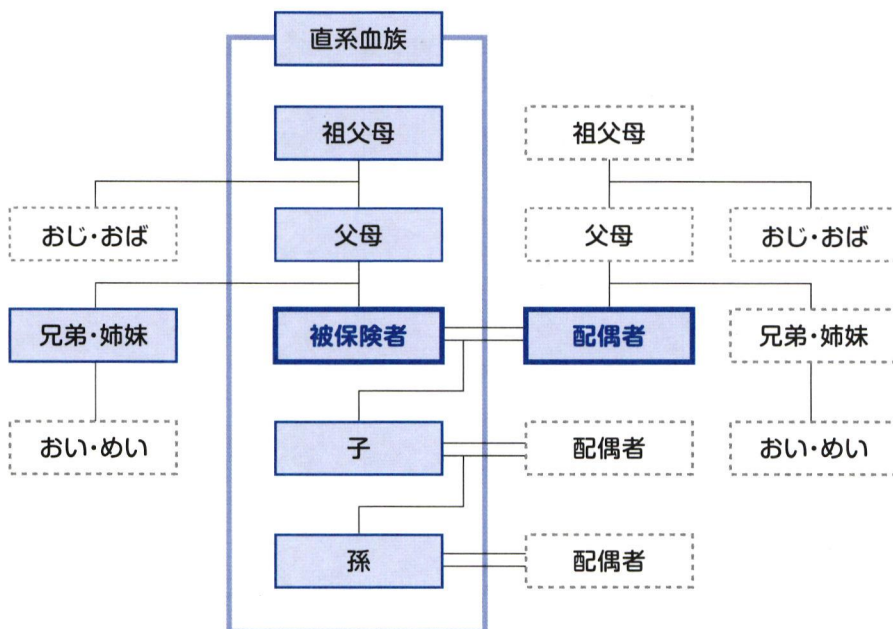 直系血族
祖父母
祖父母
おじ・おば
父母
父母
おじ・おば
兄弟・姉妹
被保険者
配偶者
兄弟・姉妹
おい・めい
子
配偶者
おい・めい
孫
配偶者